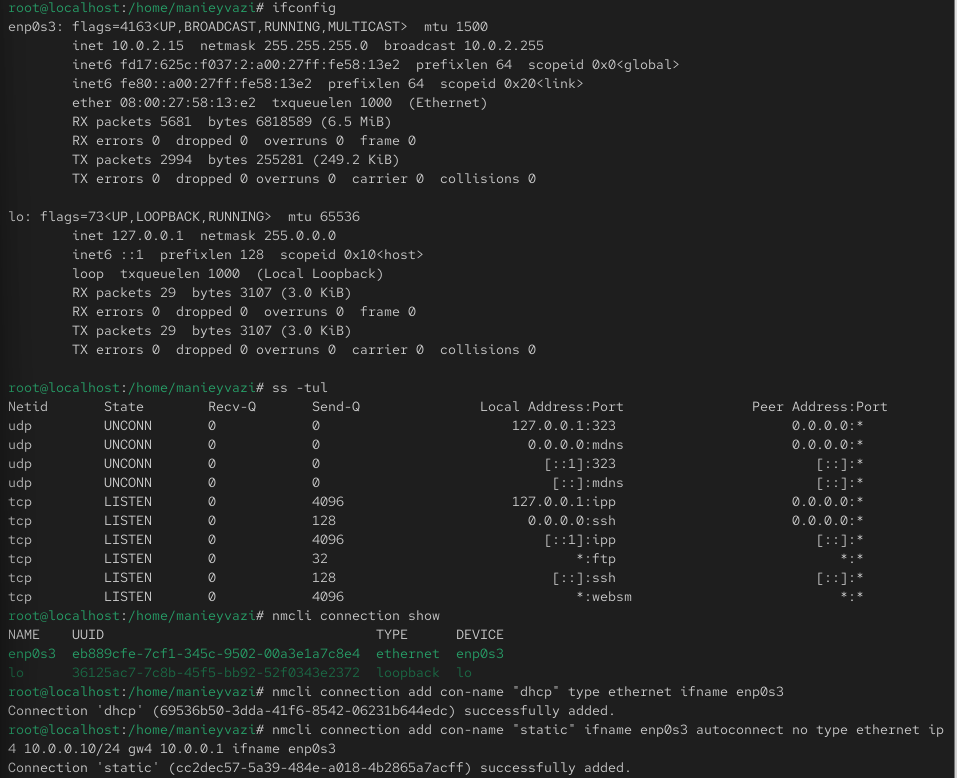 root@localhost:/home/manieyvazi# ifconfig
enp0s3: flags=4163<UP,BROADCAST,RUNNING,MULTICAST>  mtu 1500
        inet 10.0.2.15  netmask 255.255.255.0  broadcast 10.0.2.255
        inet6 fd17:625c:f037:2:a00:27ff:fe58:13e2  prefixlen 64  scopeid 0x0<global>
        inet6 fe80::a00:27ff:fe58:13e2  prefixlen 64  scopeid 0x20<link>
        ether 08:00:27:58:13:e2  txqueuelen 1000  (Ethernet)
        RX packets 5681  bytes 6818589 (6.5 MiB)
        RX errors 0  dropped 0  overruns 0  frame 0
        TX packets 2994  bytes 255281 (249.2 KiB)
        TX errors 0  dropped 0 overruns 0  carrier 0  collisions 0

lo: flags=73<UP,LOOPBACK,RUNNING>  mtu 65536
        inet 127.0.0.1  netmask 255.0.0.0
        inet6 ::1  prefixlen 128  scopeid 0x10<host>
        loop  txqueuelen 1000  (Local Loopback)
        RX packets 29  bytes 3107 (3.0 KiB)
        RX errors 0  dropped 0  overruns 0  frame 0
        TX packets 29  bytes 3107 (3.0 KiB)
        TX errors 0  dropped 0 overruns 0  carrier 0  collisions 0

root@localhost:/home/manieyvazi# ss -tul
Netid       State        Recv-Q       Send-Q               Local Address:Port                Peer Address:Port
udp         UNCONN       0            0                        127.0.0.1:323                      0.0.0.0:*
udp         UNCONN       0            0                          0.0.0.0:mdns                     0.0.0.0:*
udp         UNCONN       0            0                            [::1]:323                         [::]:*
udp         UNCONN       0            0                             [::]:mdns                        [::]:*
tcp         LISTEN       0            4096                     127.0.0.1:ipp                      0.0.0.0:*
tcp         LISTEN       0            128                        0.0.0.0:ssh                      0.0.0.0:*
tcp         LISTEN       0            4096                         [::1]:ipp                         [::]:*
tcp         LISTEN       0            32                               *:ftp                            *:*
tcp         LISTEN       0            128                           [::]:ssh                         [::]:*
tcp         LISTEN       0            4096                             *:websm                          *:*
root@localhost:/home/manieyvazi# nmcli connection show
NAME    UUID                                  TYPE      DEVICE
enp0s3  eb889cfe-7cf1-345c-9502-00a3e1a7c8e4  ethernet  enp0s3
lo      36125ac7-7c8b-45f5-bb92-52f0343e2372  loopback  lo
root@localhost:/home/manieyvazi# nmcli connection add con-name "dhcp" type ethernet ifname enp0s3
Connection 'dhcp' (69536b50-3dda-41f6-8542-06231b644edc) successfully added.
root@localhost:/home/manieyvazi# nmcli connection add con-name "static" ifname enp0s3 autoconnect no type ethernet ip
4 10.0.0.10/24 gw4 10.0.0.1 ifname enp0s3
Connection 'static' (cc2dec57-5a39-484e-a018-4b2865a7acff) successfully added.